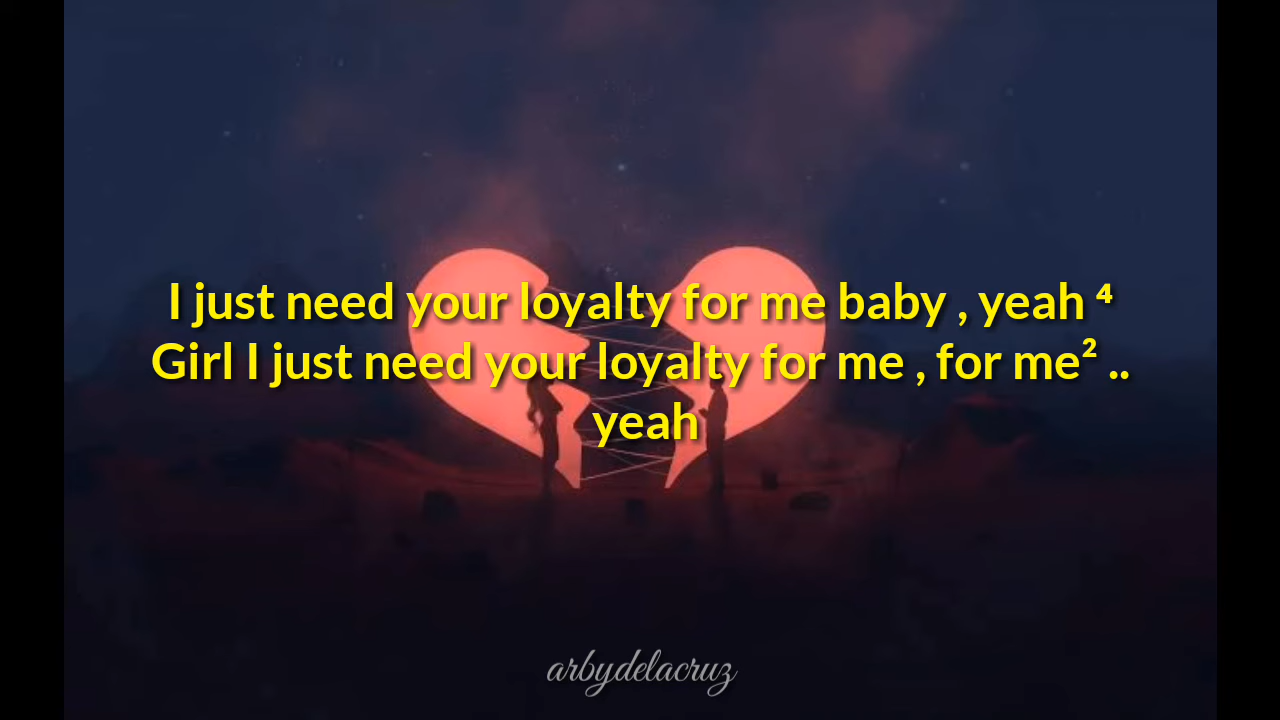 I just need your loyalty for me baby , yeah ⁴
Girl I just need your loyalty for me , for me² ..
yeah
arbydelacruz